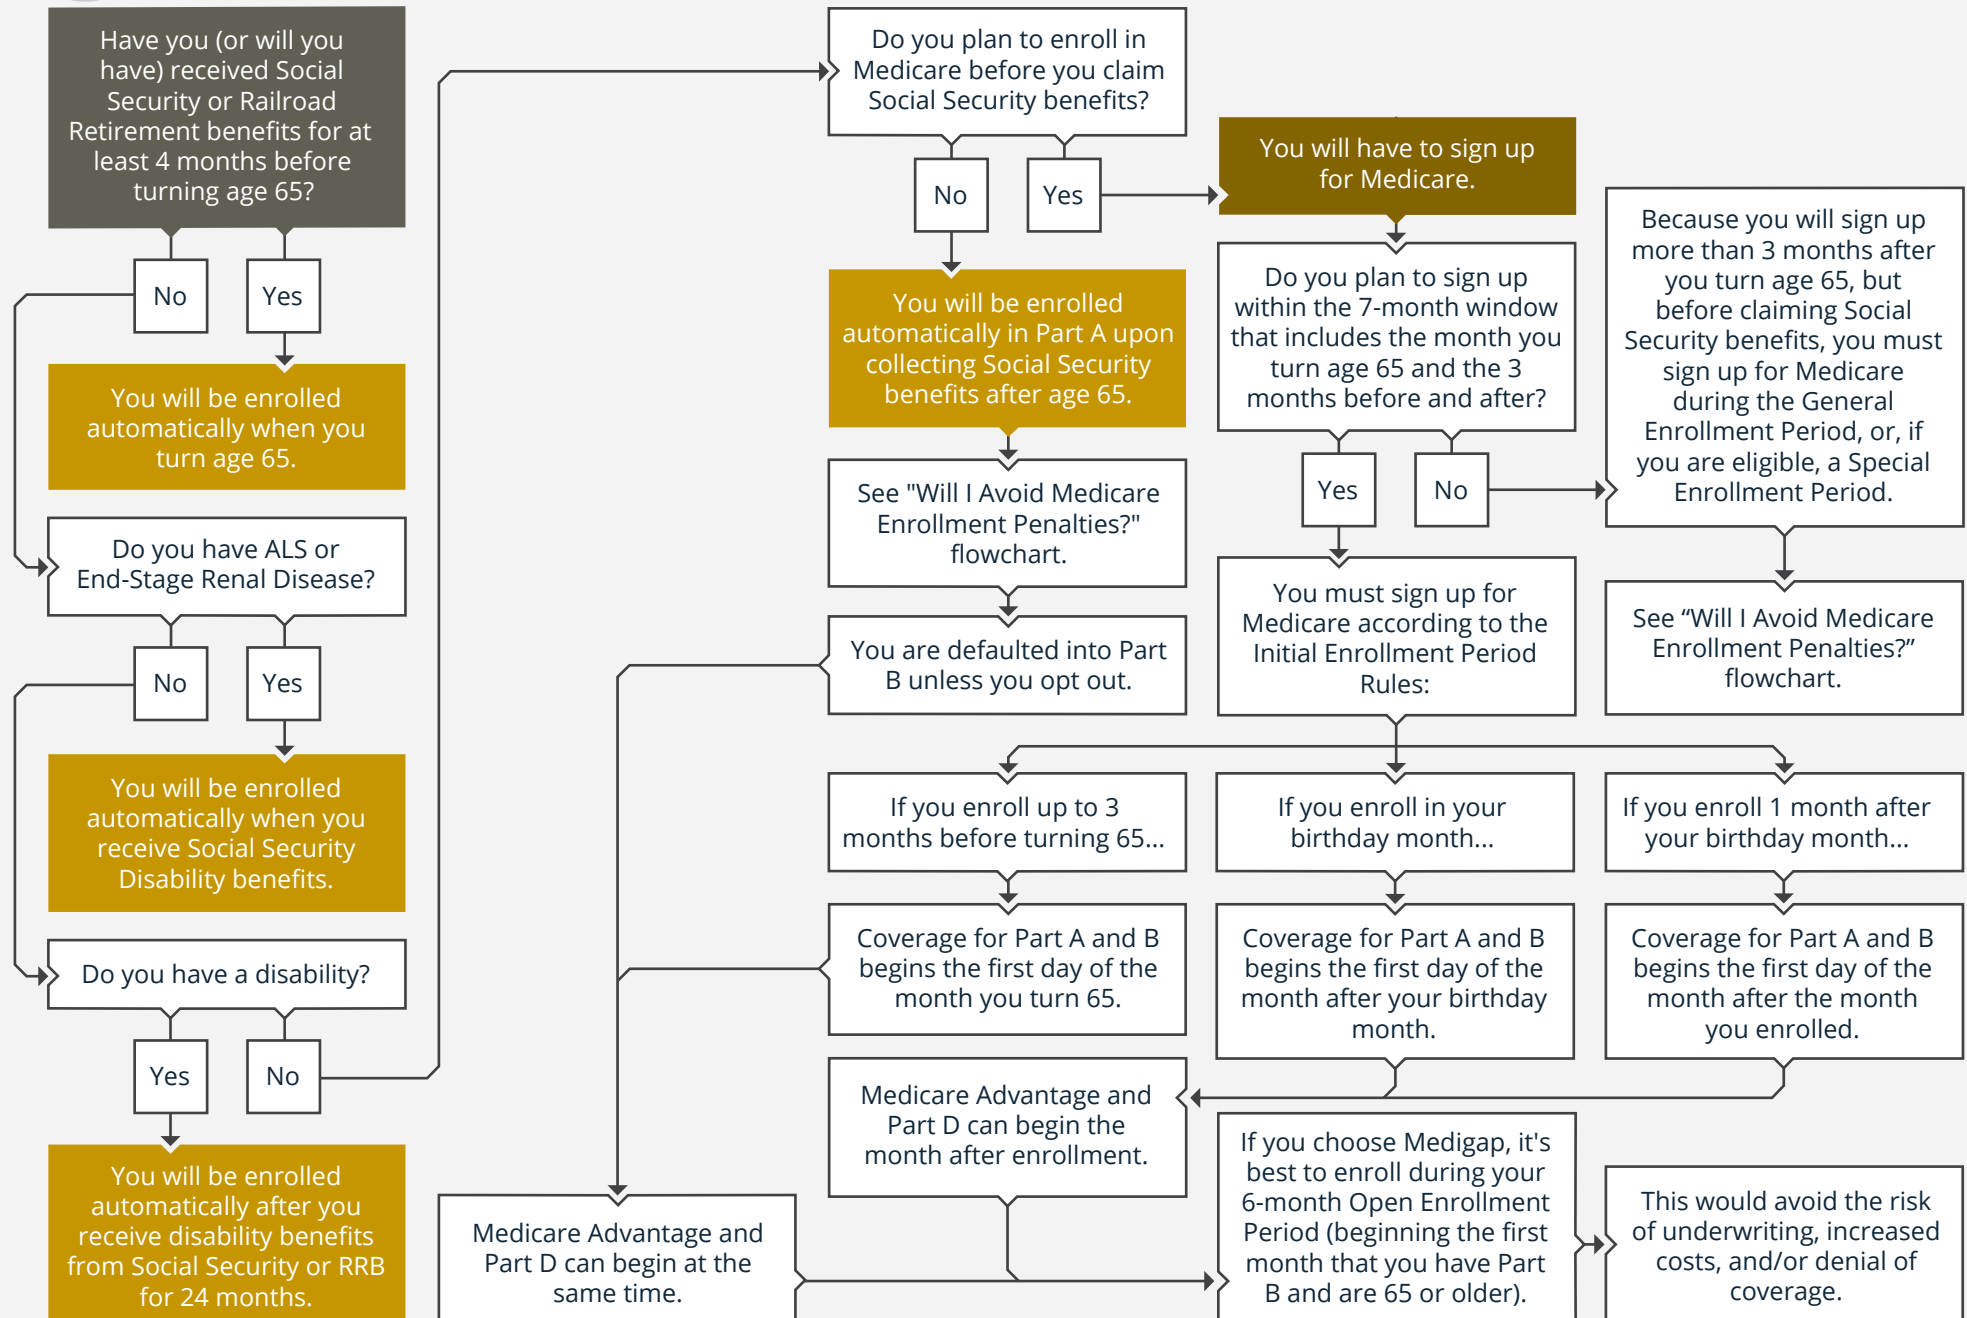 Have you (or will you
have) received Social
Security or Railroad
Retirement benefits for at
least 4 months before
turning age 65?
No
Yes
You will be enrolled
automatically when you
turn age 65.
Do you have ALS or
End-Stage Renal Disease?
No
Yes
You will be enrolled
automatically when you
receive Social Security
Disability benefits.
Do you have a disability?
Yes
No
You will be enrolled
automatically after you
receive disability benefits
from Social Security or RRB
for 24 months.
Do you plan to enroll in
Medicare before you claim
Social Security benefits?
No
Yes
You will be enrolled
automatically in Part A upon
collecting Social Security
benefits after age 65.
See "Will I Avoid Medicare
Enrollment Penalties?"
flowchart.
You are defaulted into Part
B unless you opt out.
You will have to sign up
for Medicare.
Do you plan to sign up
within the 7-month window
that includes the month you
turn age 65 and the 3
months before and after?
Yes
No
Because you will sign up
more than 3 months after
you turn age 65, but
before claiming Social
Security benefits, you must
sign up for Medicare
during the General
Enrollment Period, or, if
you are eligible, a Special
Enrollment Period.
See “Will I Avoid Medicare
Enrollment Penalties?”
flowchart.
You must sign up for
Medicare according to the
Initial Enrollment Period
Rules:
If you enroll up to 3
months before turning 65...
If you enroll in your
birthday month...
If you enroll 1 month after
your birthday month...
Coverage for Part A and B
begins the first day of the
month you turn 65.
Coverage for Part A and B
begins the first day of the
month after your birthday
month.
Coverage for Part A and B
begins the first day of the
month after the month
you enrolled.
Medicare Advantage and
Part D can begin the
month after enrollment.
Medicare Advantage and
Part D can begin at the
same time.
If you choose Medigap, it's
best to enroll during your
6-month Open Enrollment
Period (beginning the first
month that you have Part
B and are 65 or older).
This would avoid the risk
of underwriting, increased
costs, and/or denial of
coverage.